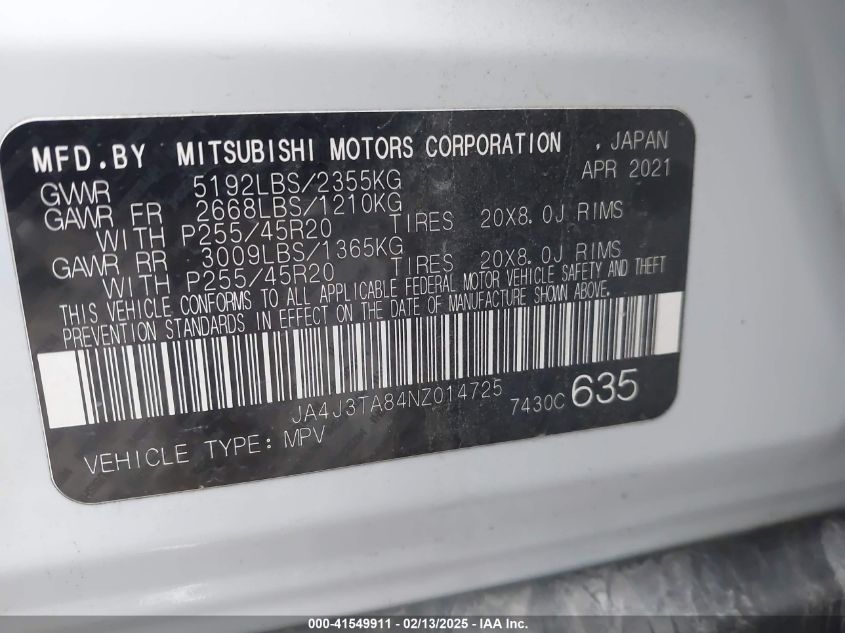 MFD.BY MITSUBISHI MOTORS CORPORATION , JAPAN
GVWR 5192LBS/2355KG APR 2021
GAWR FR 2668LBS/1210KG
WITH P255/45R20 TIRES 20X8.0J RIMS
GAWR RR 3009LBS/1365KG
WITH P255/45R20 TIRES 20X8.0J RIMS
THIS VEHICLE CONFORMS TO ALL APPLICABLE FEDERAL MOTOR VEHICLE SAFETY AND THEFT
PREVENTION STANDARDS IN EFFECT ON THE DATE OF MANUFACTURE SHOWN ABOVE.
JA4J3TA84NZ014725 7430C 635
VEHICLE TYPE: MPV
000-41549911 - 02/13/2025 - IAA Inc.